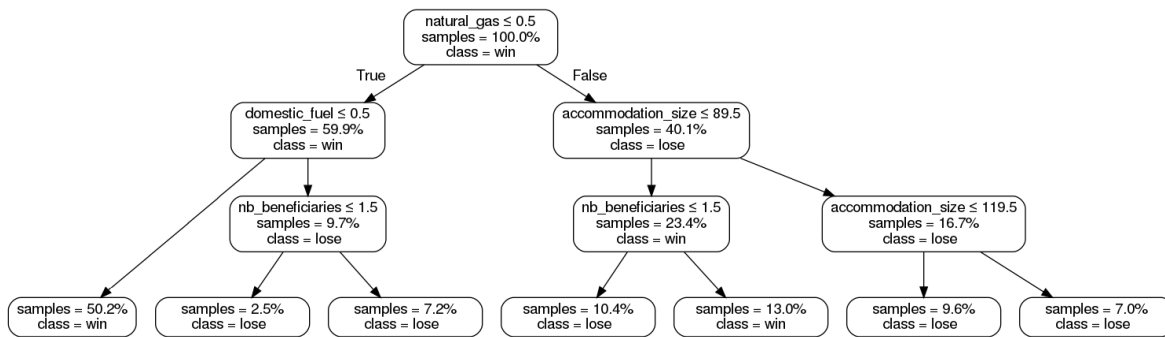 natural_gas ≤ 0.5
samples = 100.0%
class = win
True
False
domestic_fuel ≤ 0.5
samples = 59.9%
class = win
accommodation_size ≤ 89.5
samples = 40.1%
class = lose
nb_beneficiaries ≤ 1.5
samples = 9.7%
class = lose
nb_beneficiaries ≤ 1.5
samples = 23.4%
class = win
accommodation_size ≤ 119.5
samples = 16.7%
class = lose
samples = 50.2%
class = win
samples = 2.5%
class = lose
samples = 7.2%
class = lose
samples = 10.4%
class = lose
samples = 13.0%
class = win
samples = 9.6%
class = lose
samples = 7.0%
class = lose